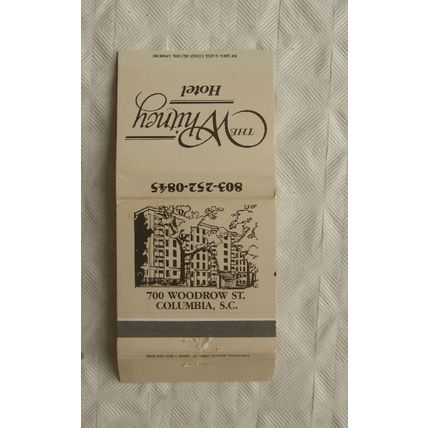 THE
Whitney
Hotel
803-252-0845
700 WOODROW ST.
COLUMBIA, S.C.